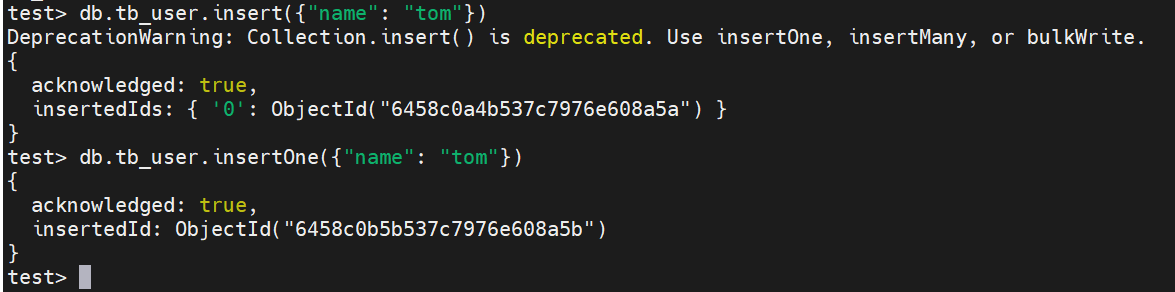 test> db.tb_user.insert({"name": "tom"})
DeprecationWarning: Collection.insert() is deprecated. Use insertOne, insertMany, or bulkWrite.
{
  acknowledged: true,
  insertedIds: { '0': ObjectId("6458c0a4b537c7976e608a5a") }
}
test> db.tb_user.insertOne({"name": "tom"})
{
  acknowledged: true,
  insertedId: ObjectId("6458c0b5b537c7976e608a5b")
}
test>